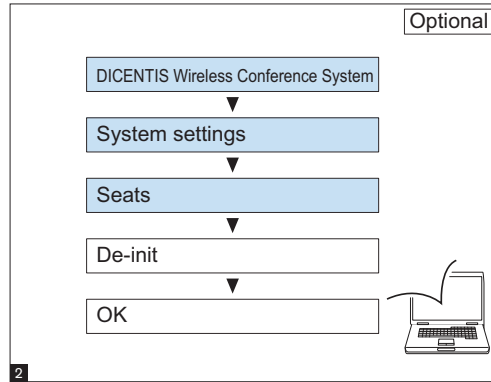 Optional
DICENTIS Wireless Conference System
System settings
Seats
De-init
OK
2